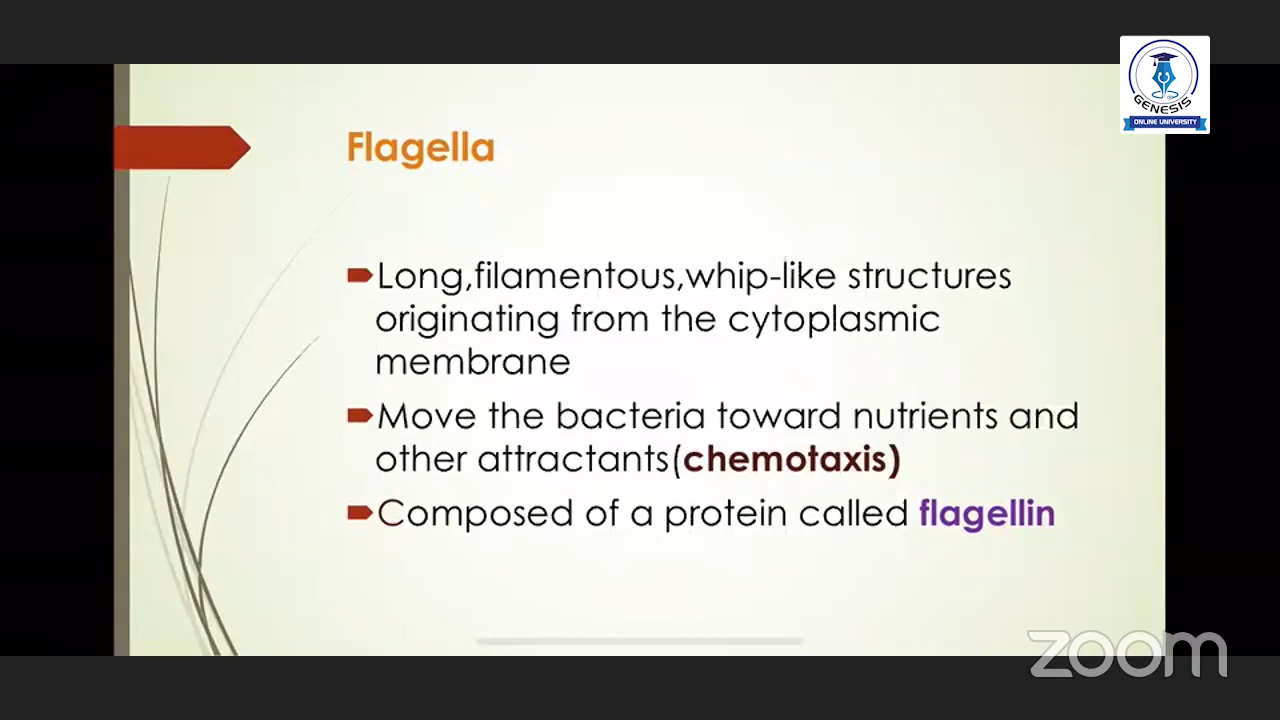 GENESIS
ONLINE UNIVERSITY
Flagella
Long,filamentous,whip-like structures
originating from the cytoplasmic
membrane
Move the bacteria toward nutrients and
other attractants(chemotaxis)
Composed of a protein called flagellin
zoom